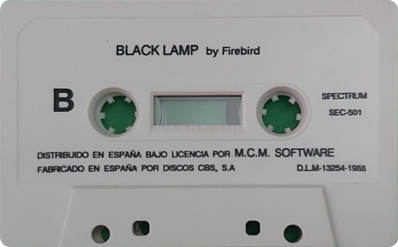 BLACK LAMP by Firebird
B
SPECTRUM
SEC-501
DISTRIBUIDO EN ESPAÑA BAJO LICENCIA POR M.C.M. SOFTWARE
FABRICADO EN ESPAÑA POR DISCOS CBS, S.A D.L.M-13254-1988